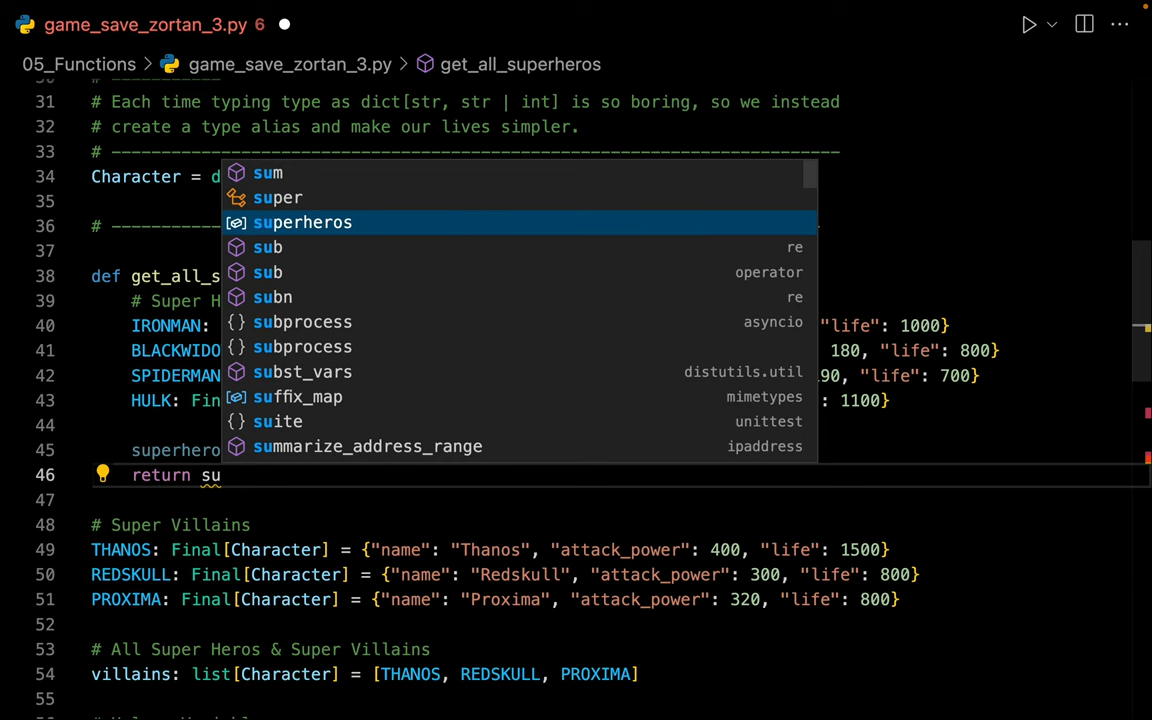 game_save_zortan_3.py 6
05_Functions > game_save_zortan_3.py > get_all_superheros
31 # Each time typing type as dict[str, str | int] is so boring, so we instead
32 # create a type alias and make our lives simpler.
33 # -------------------------------------------------------------------------
34 Character = d
35
36 # -----------
37
38 def get_all_s
39 # Super H
40 IRONMAN: "life": 1000}
41 BLACKWIDO 180, "life": 800}
42 SPIDERMAN 90, "life": 700}
43 HULK: Fin : 1100}
44
45 superhero
46 return su
sum
super
superheros
sub re
sub operator
subn re
subprocess asyncio
subprocess
subst_vars distutils.util
suffix_map mimetypes
suite unittest
summarize_address_range ipaddress
47
48 # Super Villains
49 THANOS: Final[Character] = {"name": "Thanos", "attack_power": 400, "life": 1500}
50 REDSKULL: Final[Character] = {"name": "Redskull", "attack_power": 300, "life": 800}
51 PROXIMA: Final[Character] = {"name": "Proxima", "attack_power": 320, "life": 800}
52
53 # All Super Heros & Super Villains
54 villains: list[Character] = [THANOS, REDSKULL, PROXIMA]
55